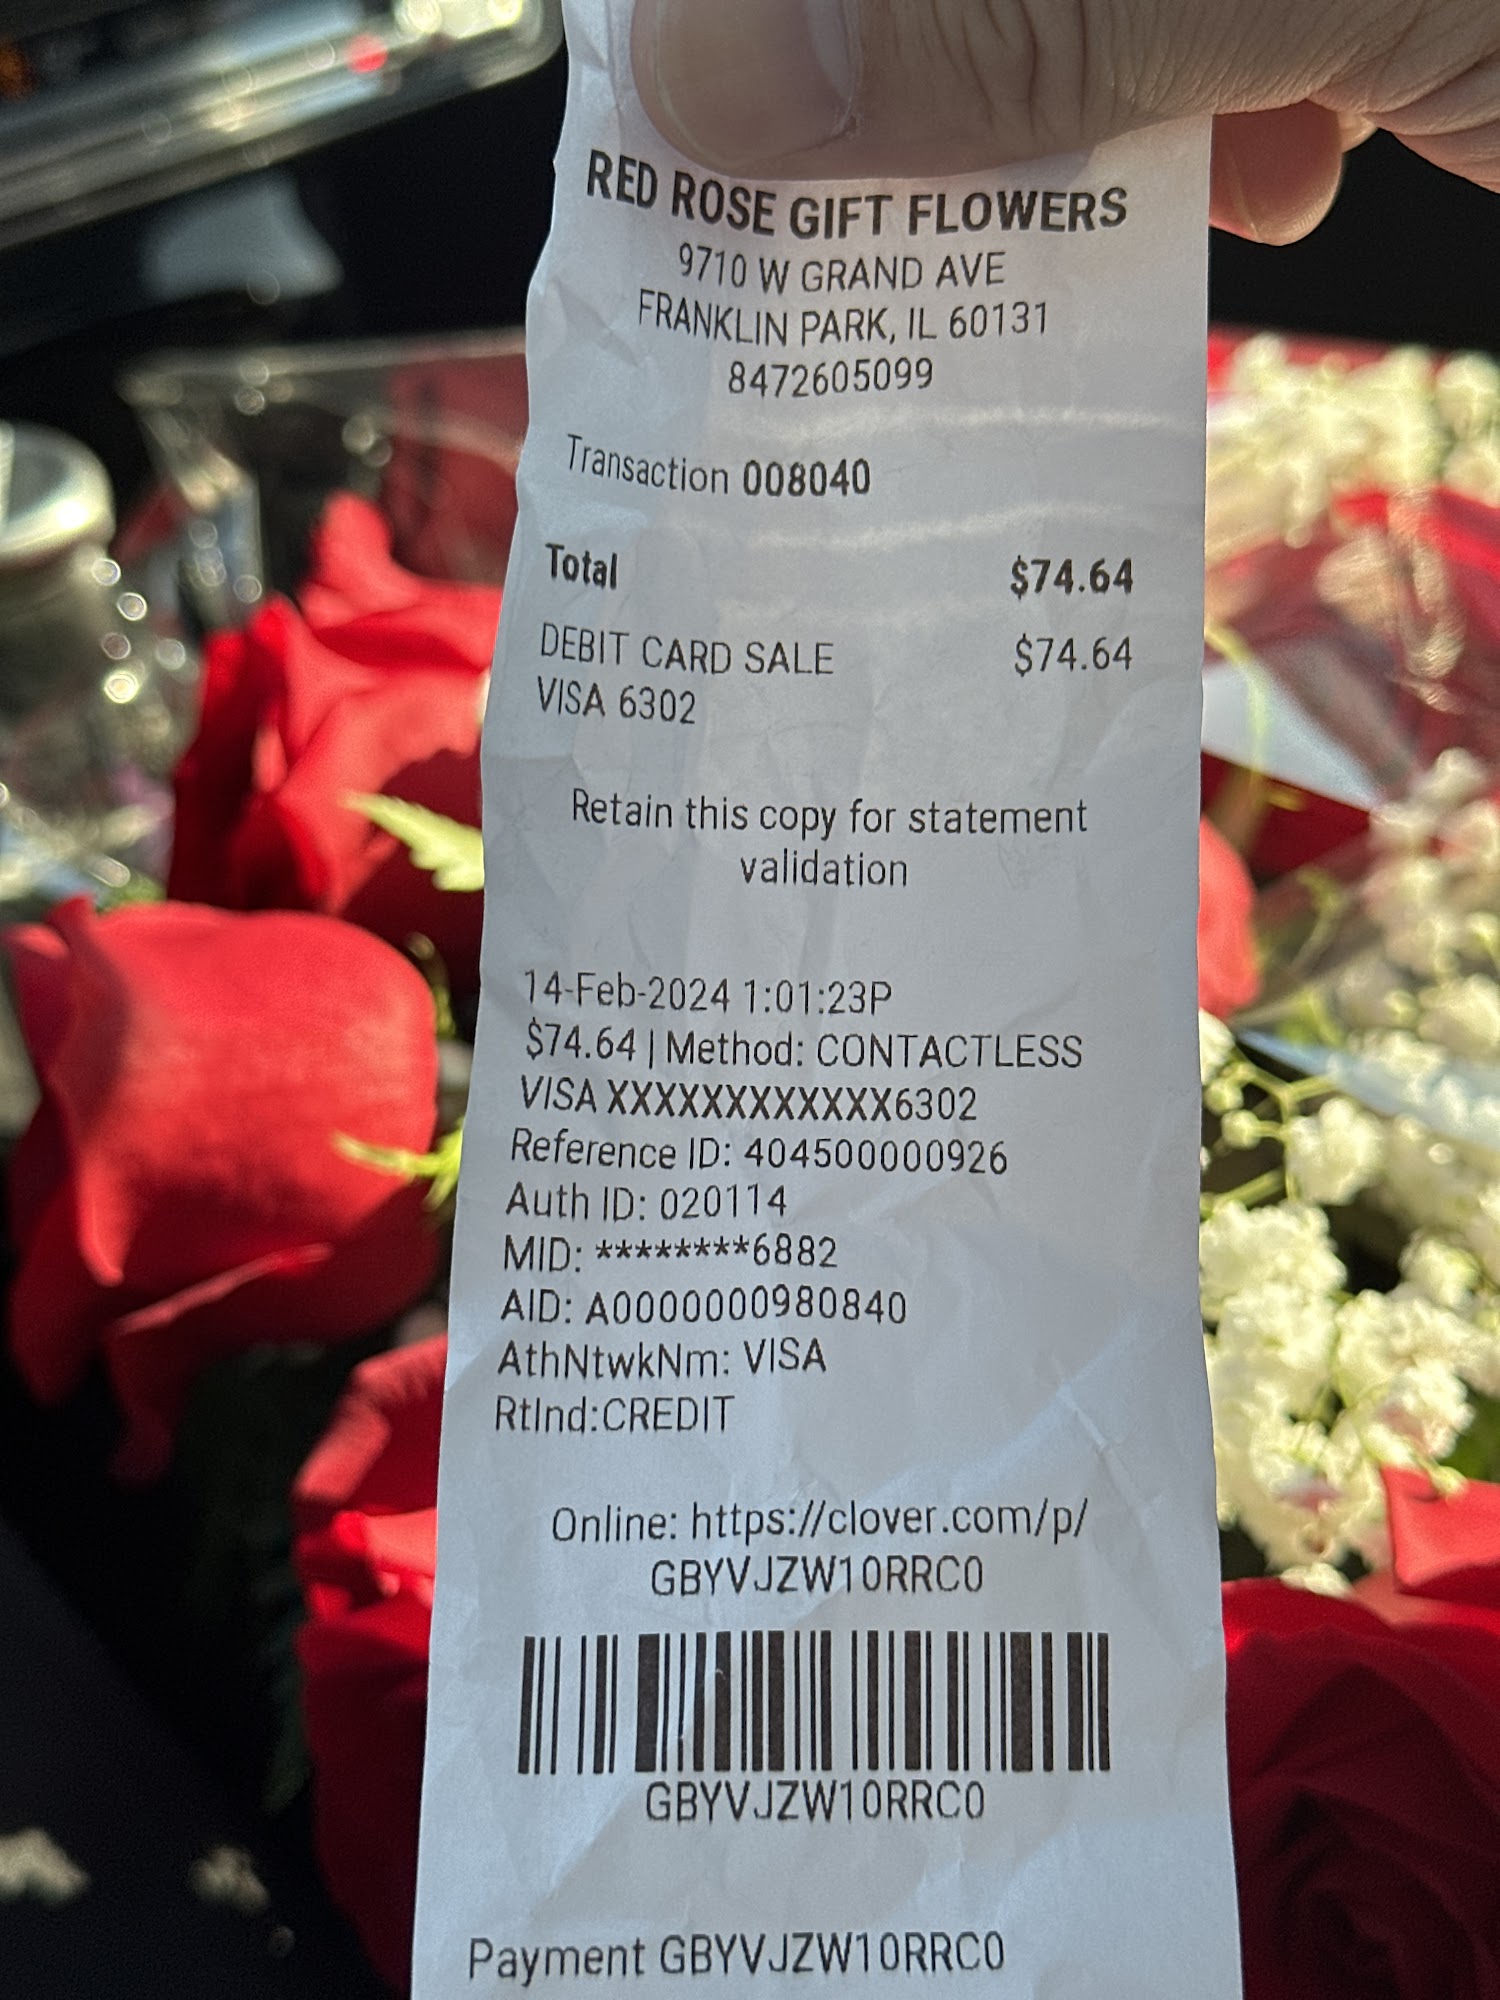 RED ROSE GIFT FLOWERS
9710 W GRAND AVE
FRANKLIN PARK, IL 60131
8472605099
Transaction 008040
Total $74.64
DEBIT CARD SALE $74.64
VISA 6302
Retain this copy for statement
validation
14-Feb-2024 1:01:23P
$74.64 | Method: CONTACTLESS
VISA XXXXXXXXXXXX6302
Reference ID: 404500000926
Auth ID: 020114
MID: ********6882
AID: A0000000980840
AthNtwkNm: VISA
RtInd:CREDIT
Online: https://clover.com/p/
GBYVJZW10RRC0
GBYVJZW10RRC0
Payment GBYVJZW10RRC0